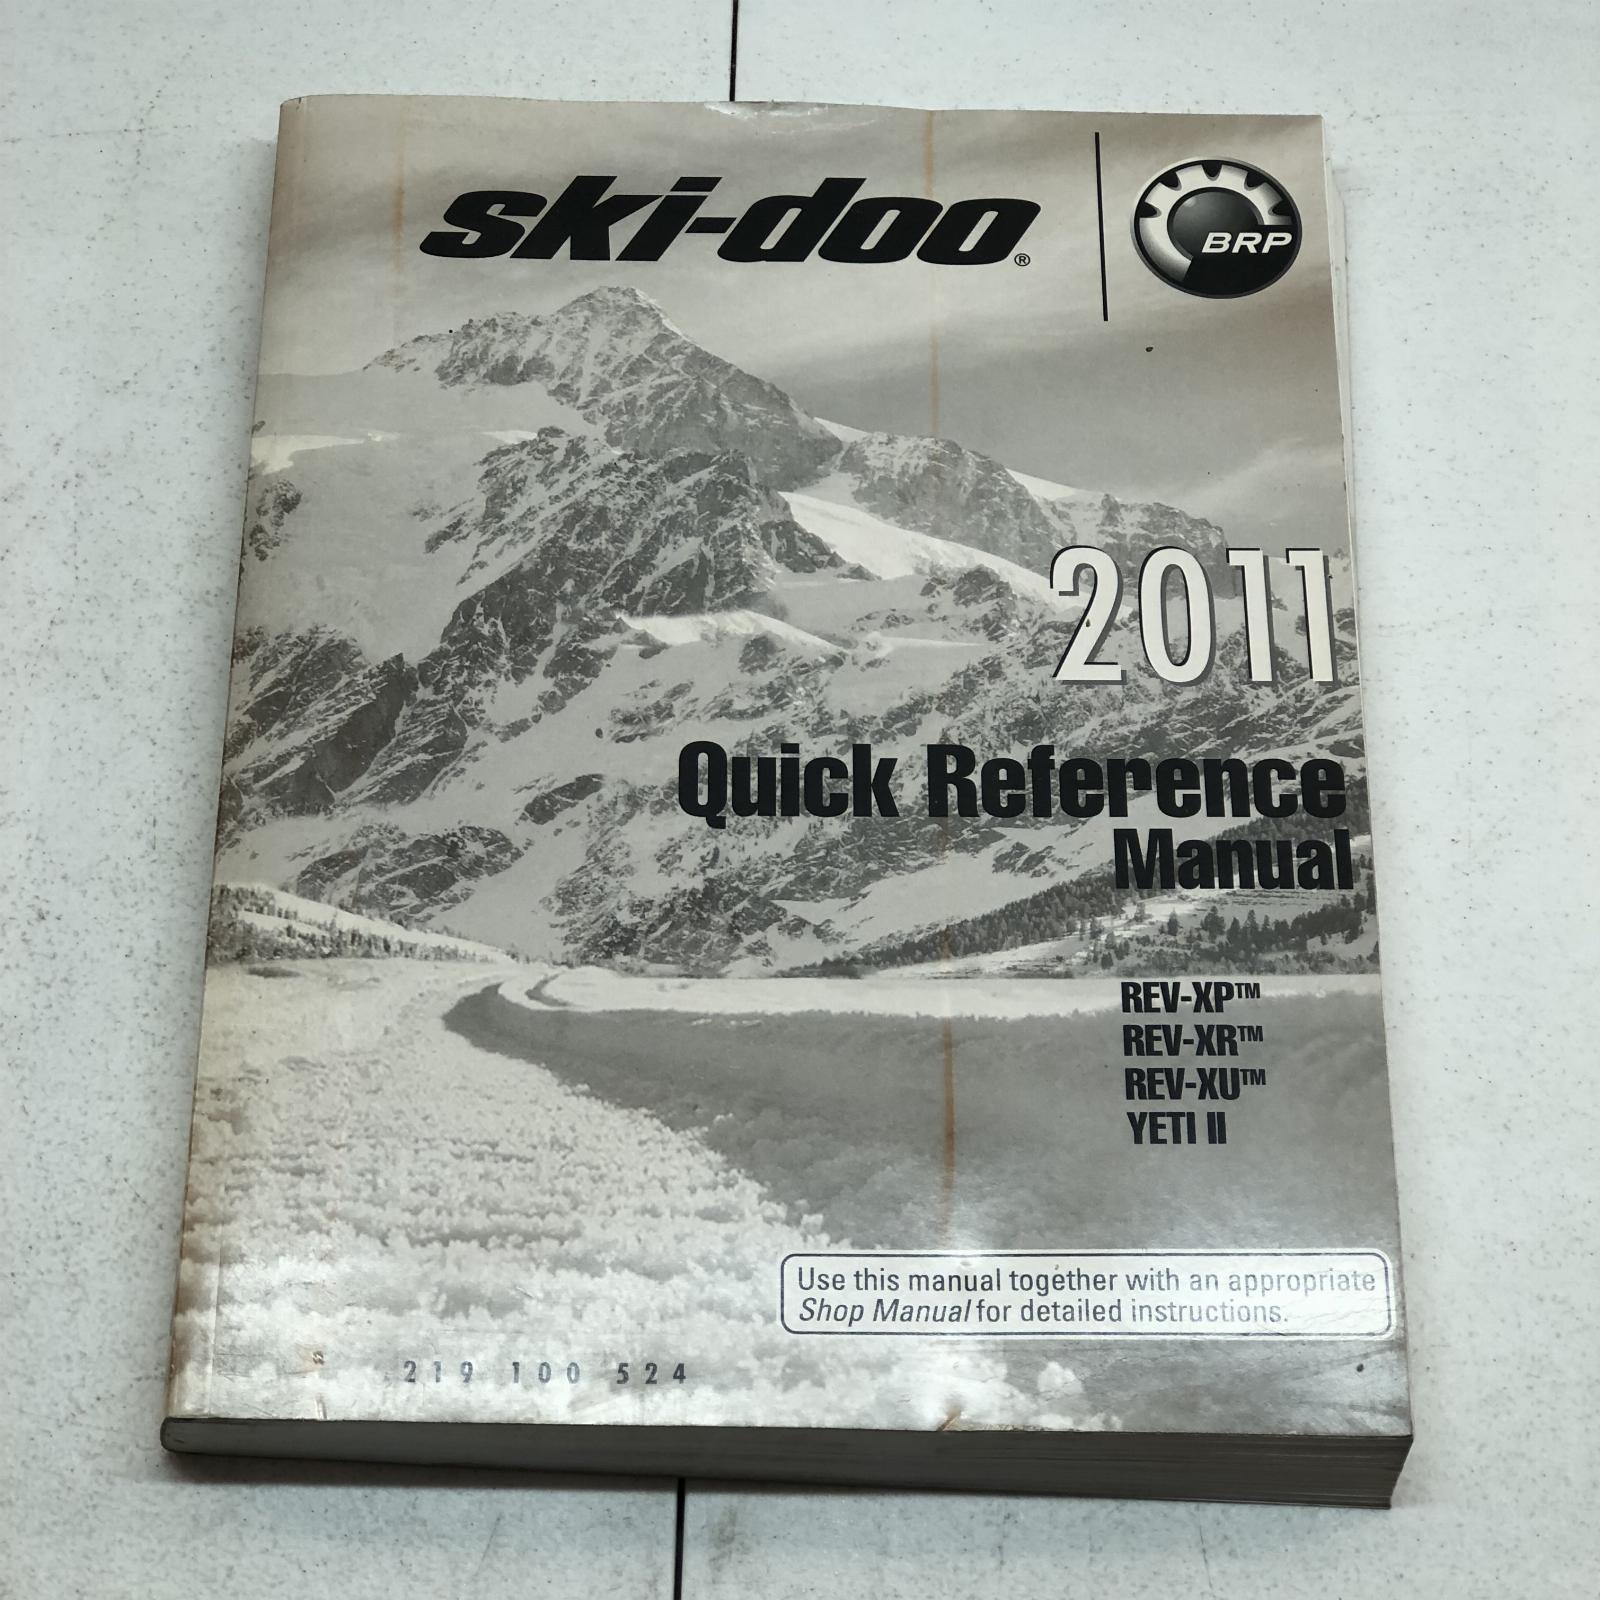 ski-doo®
BRP
2011
Quick Reference
Manual
REV-XP™
REV-XR™
REV-XU™
YETI II
Use this manual together with an appropriate
Shop Manual for detailed instructions.
219 100 524